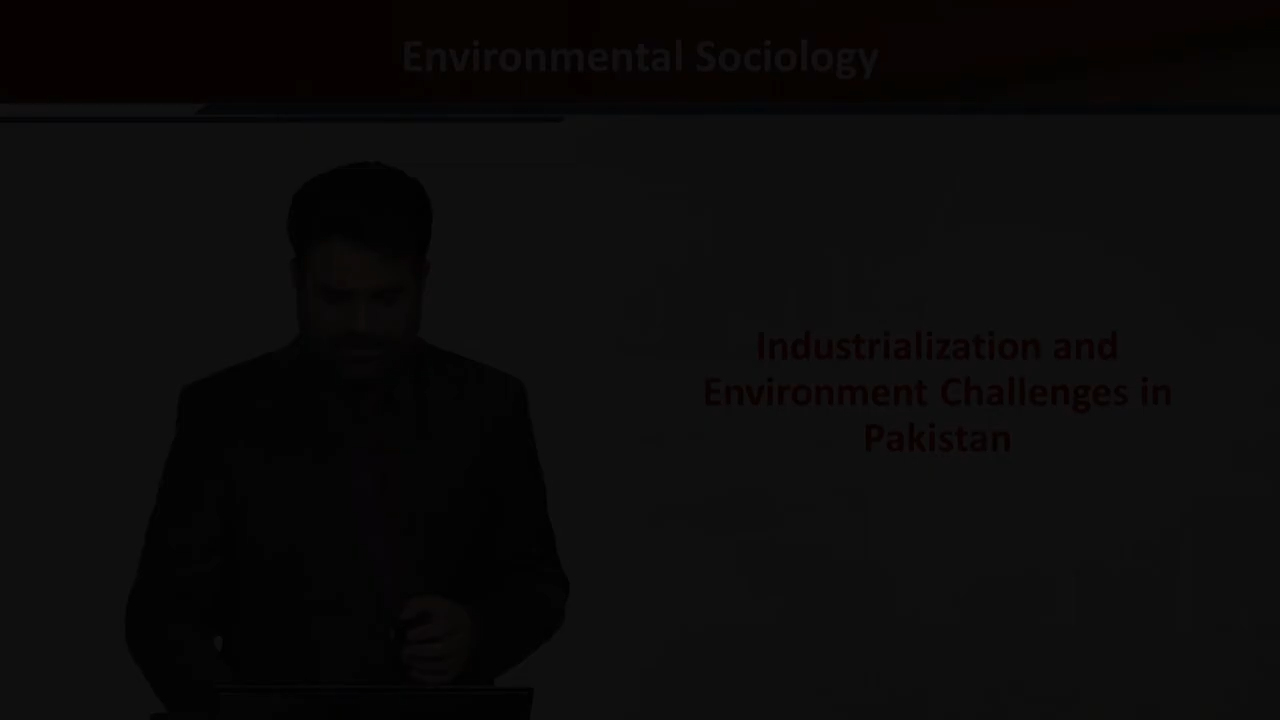 Environmental Sociology
Industrialization and
Environment Challenges in
Pakistan